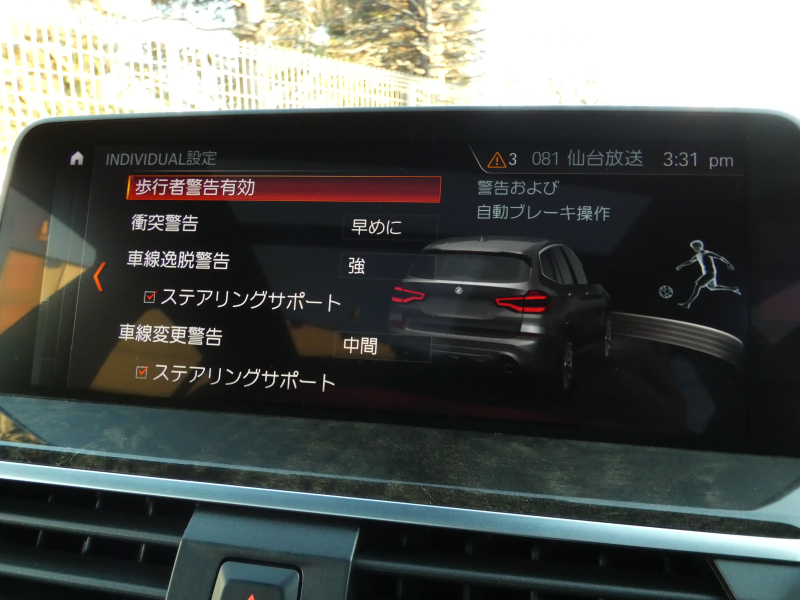 INDIVIDUAL設定
3 081 仙台放送 3:31 pm
歩行者警告有効
衝突警告 早めに
車線逸脱警告 強
ステアリングサポート
車線変更警告 中間
ステアリングサポート
警告および
自動ブレーキ操作